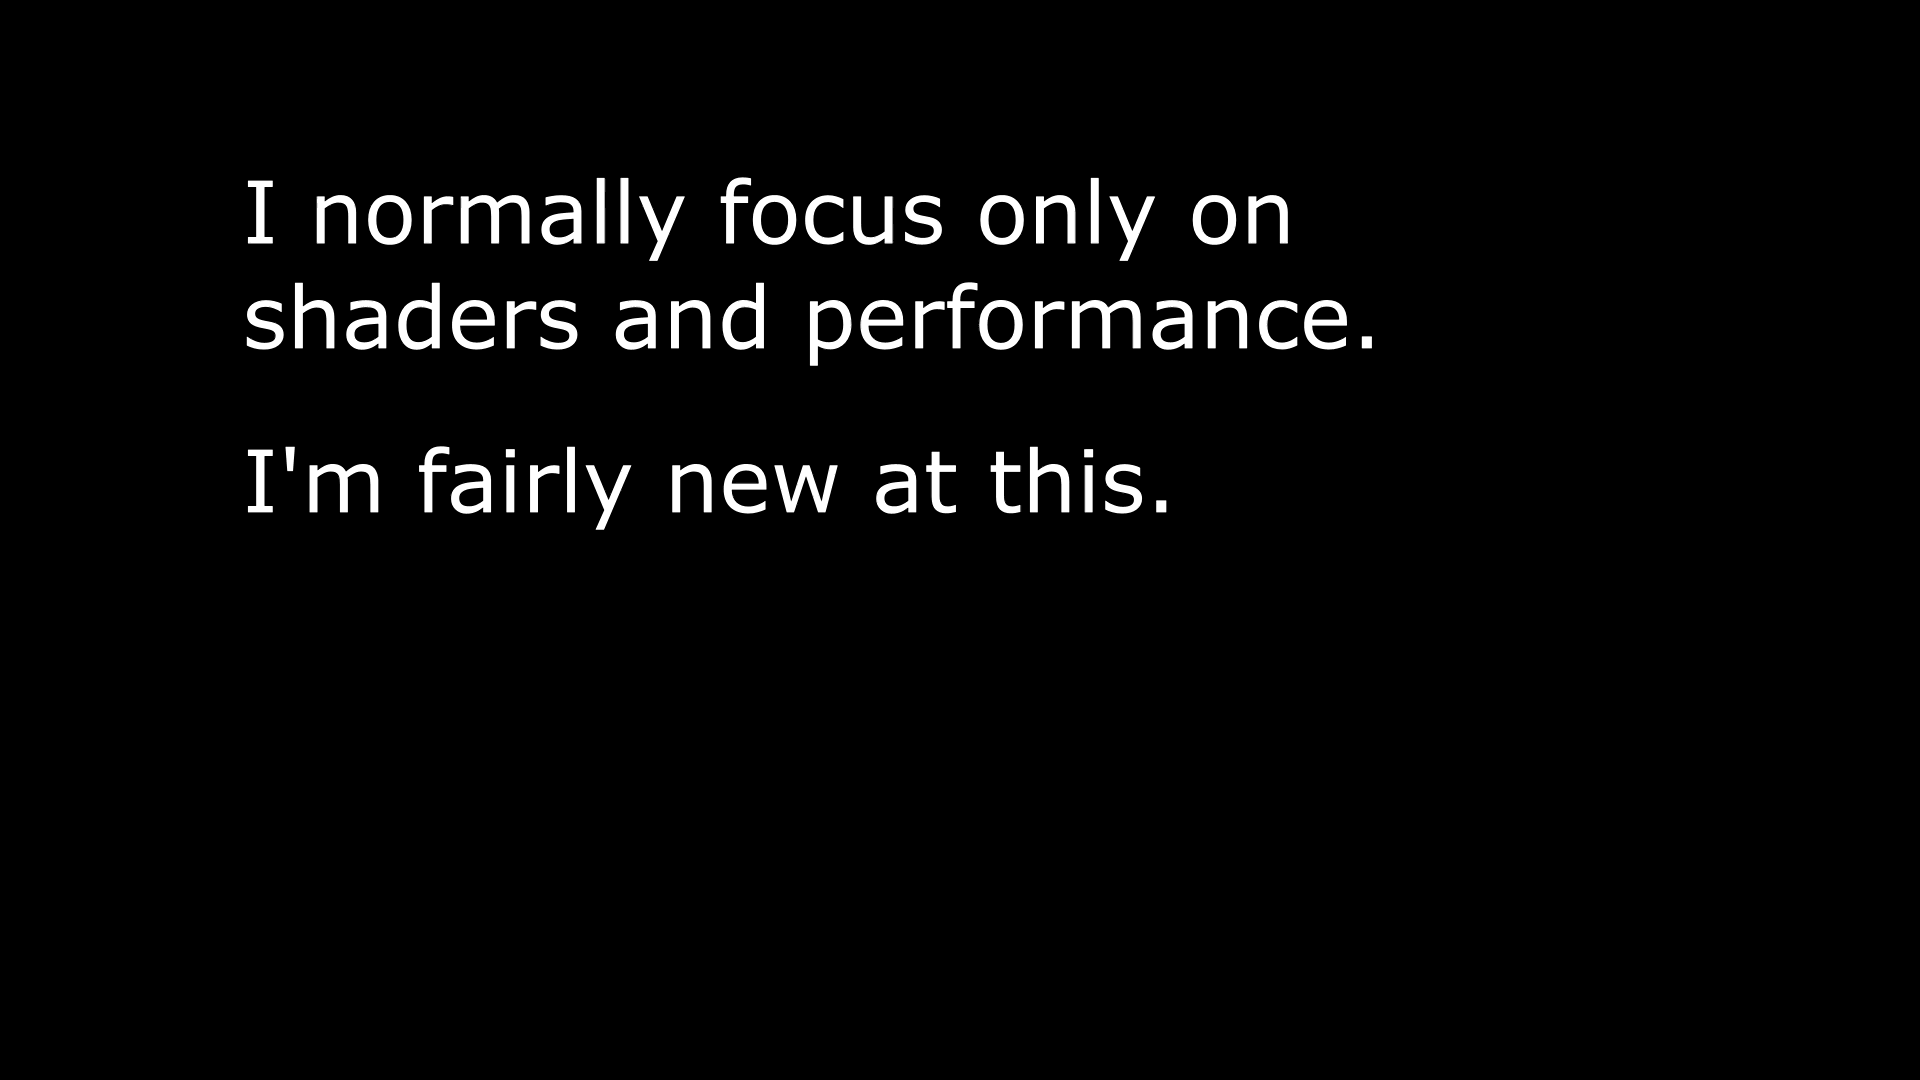 I normally focus only on
shaders and performance.
I'm fairly new at this.